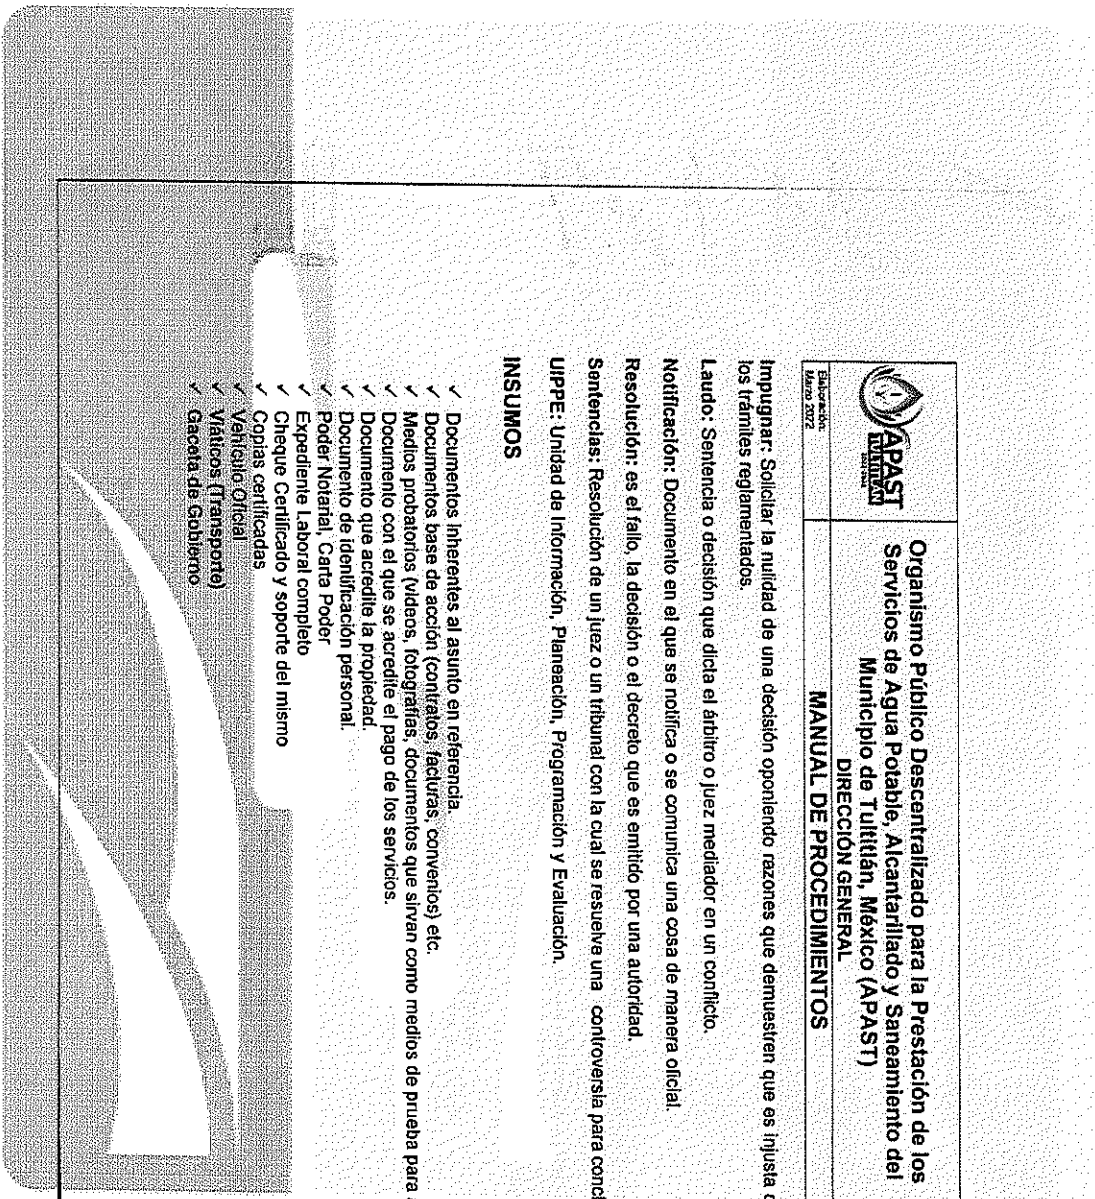 APAST
TULTITLÁN
Elaboración:
Marzo 2022
Organismo Público Descentralizado para la Prestación de los
Servicios de Agua Potable, Alcantarillado y Saneamiento del
Municipio de Tultitlán, México (APAST)
DIRECCIÓN GENERAL
MANUAL DE PROCEDIMIENTOS
Impugnar: Solicitar la nulidad de una decisión oponiendo razones que demuestren que es injusta
los trámites reglamentados.
Laudo: Sentencia o decisión que dicta el árbitro o juez mediador en un conflicto.
Notificación: Documento en el que se notifica o se comunica una cosa de manera oficial.
Resolución: es el fallo, la decisión o el decreto que es emitido por una autoridad.
Sentencias: Resolución de un juez o un tribunal con la cual se resuelve una controversia para
UIPPE: Unidad de Información, Planeación, Programación y Evaluación.
INSUMOS
✓ Documentos inherentes al asunto en referencia.
✓ Documentos base de acción (contratos, facturas, convenios) etc.
✓ Medios probatorios (videos, fotografías, documentos que sirvan como medios de prueba para
✓ Documento con el que se acredite el pago de los servicios.
✓ Documento que acredite la propiedad.
✓ Documento de identificación personal.
✓ Poder Notarial, Carta Poder
✓ Expediente Laboral completo
✓ Cheque Certificado y soporte del mismo
✓ Copias certificadas
✓ Vehículo Oficial
✓ Viáticos (Transporte)
✓ Gaceta de Gobierno